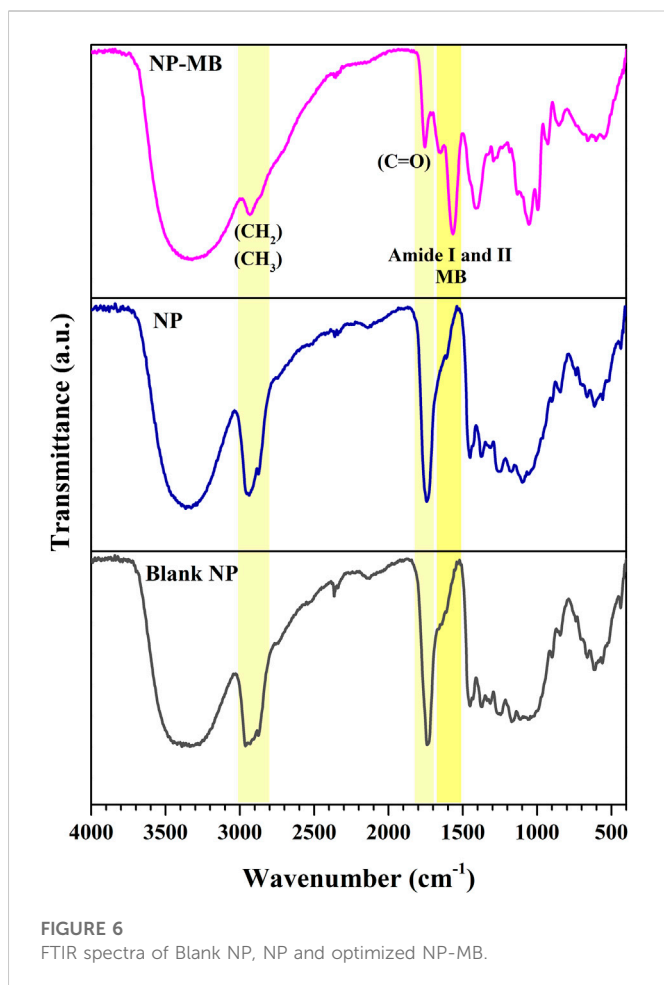 NP-MB
(C=O)
(CH₂)
(CH₃)
Amide I and II
MB
NP
Blank NP
Transmittance (a.u.)
4000 3500 3000 2500 2000 1500 1000 500
Wavenumber (cm⁻¹)
FIGURE 6
FTIR spectra of Blank NP, NP and optimized NP-MB.